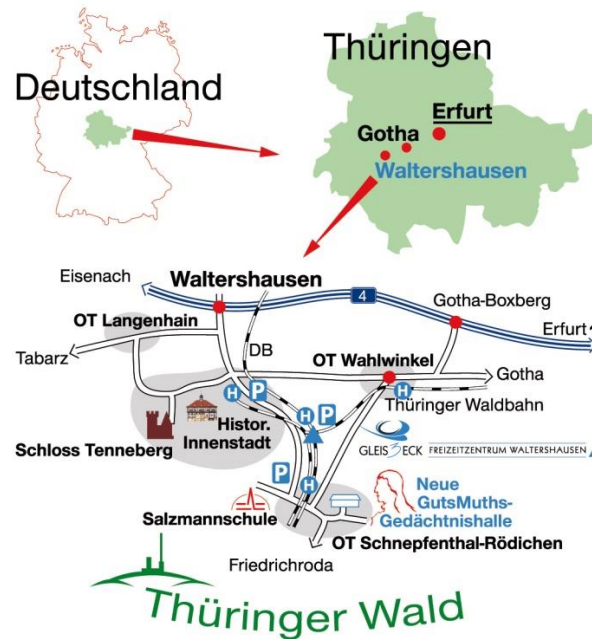 Deutschland
Thüringen
Erfurt
Gotha
Waltershausen
Eisenach
Waltershausen
4
Gotha-Boxberg
Erfurt
OT Langenhain
DB
OT Wahlwinkel
Tabarz
Gotha
H
P
H
Thüringer Waldbahn
H
P
Histor.
Innenstadt
GLEIS3ECK
FREIZEITZENTRUM WALTERSHAUSEN
Schloss Tenneberg
P
H
Neue
GutsMuths-
Gedächtnishalle
Salzmannschule
OT Schnepfenthal-Rödichen
Friedrichroda
Thüringer Wald